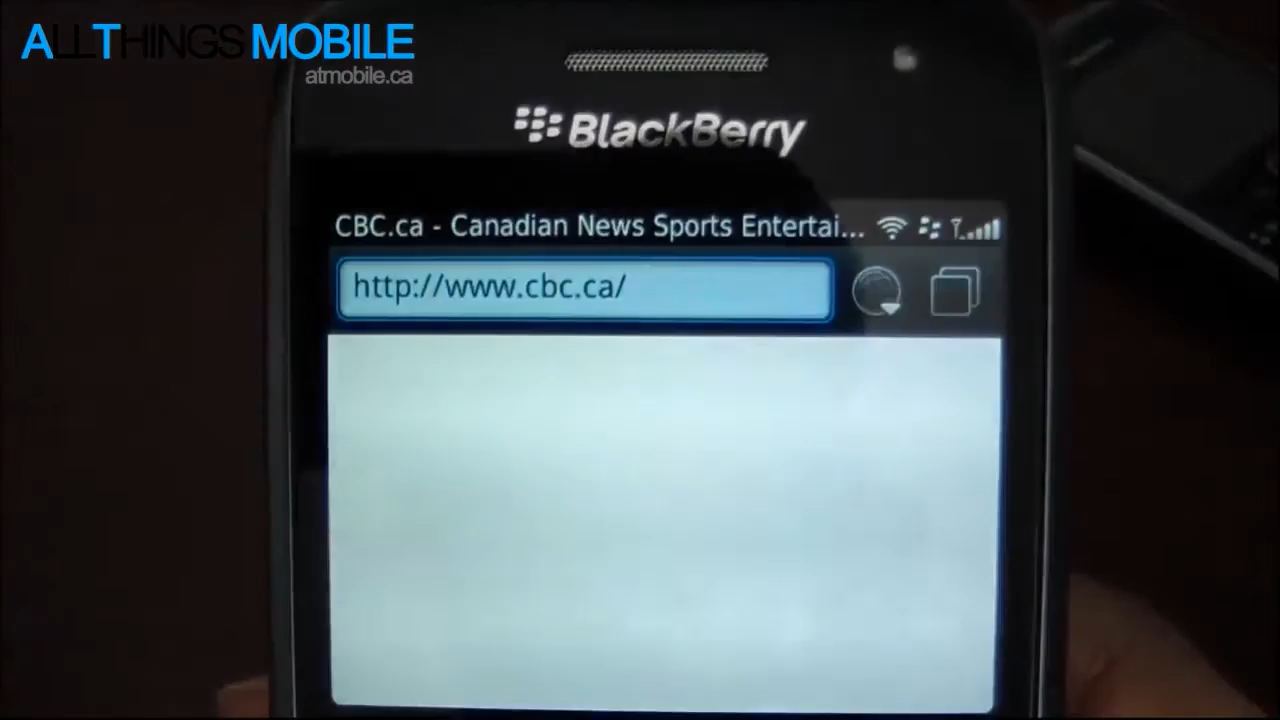 ALLTHINGS MOBILE
atmobile.ca
BlackBerry
CBC.ca - Canadian News Sports Entertai...
http://www.cbc.ca/